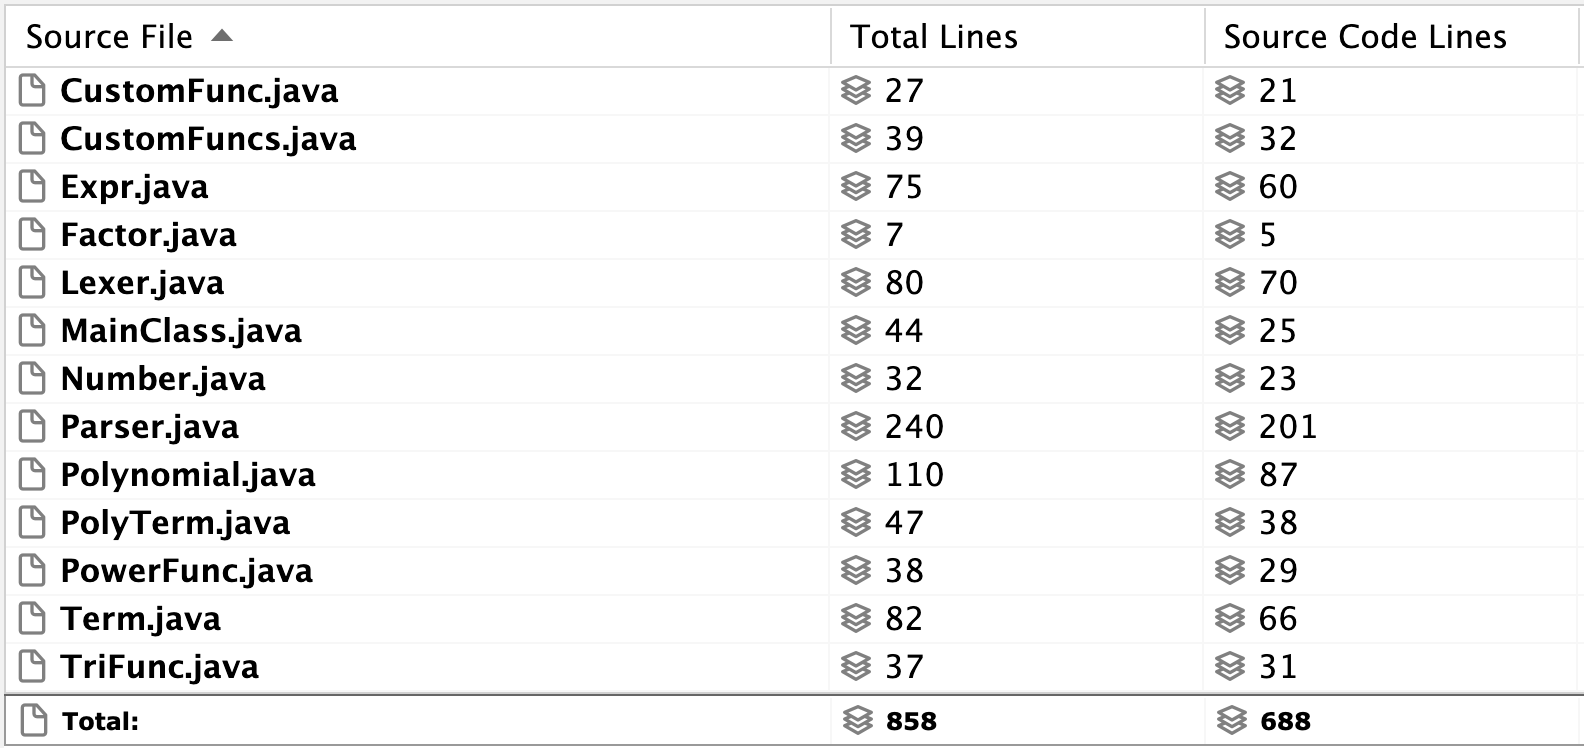 Source File Total Lines Source Code Lines
CustomFunc.java 27 21
CustomFuncs.java 39 32
Expr.java 75 60
Factor.java 7 5
Lexer.java 80 70
MainClass.java 44 25
Number.java 32 23
Parser.java 240 201
Polynomial.java 110 87
PolyTerm.java 47 38
PowerFunc.java 38 29
Term.java 82 66
TriFunc.java 37 31
Total: 858 688